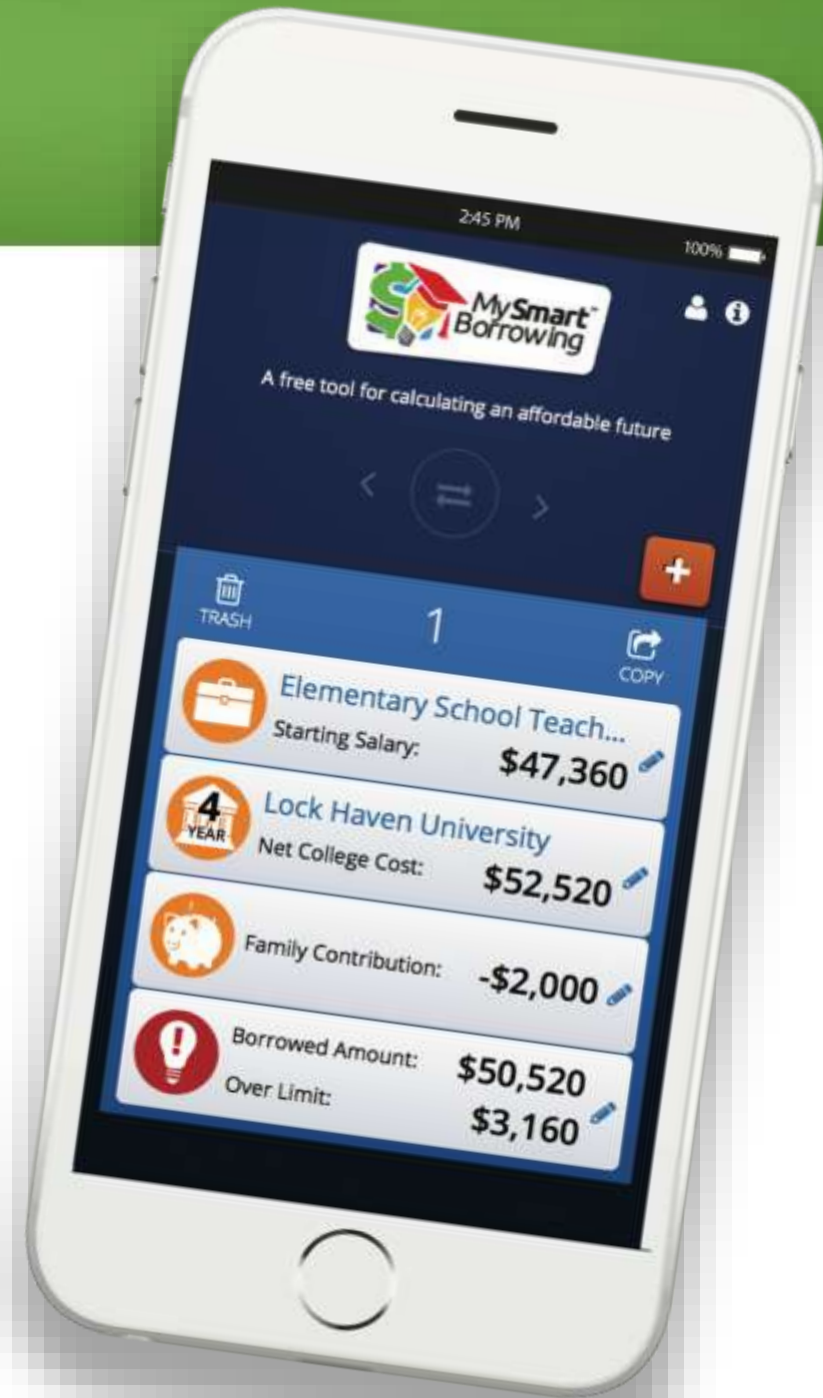 2:45 PM
100%
My Smart™
Borrowing
A free tool for calculating an affordable future
TRASH
1
COPY
Elementary School Teach...
Starting Salary:
$47,360
4
YEAR
Lock Haven University
Net College Cost:
$52,520
Family Contribution:
-$2,000
Borrowed Amount:
$50,520
Over Limit:
$3,160